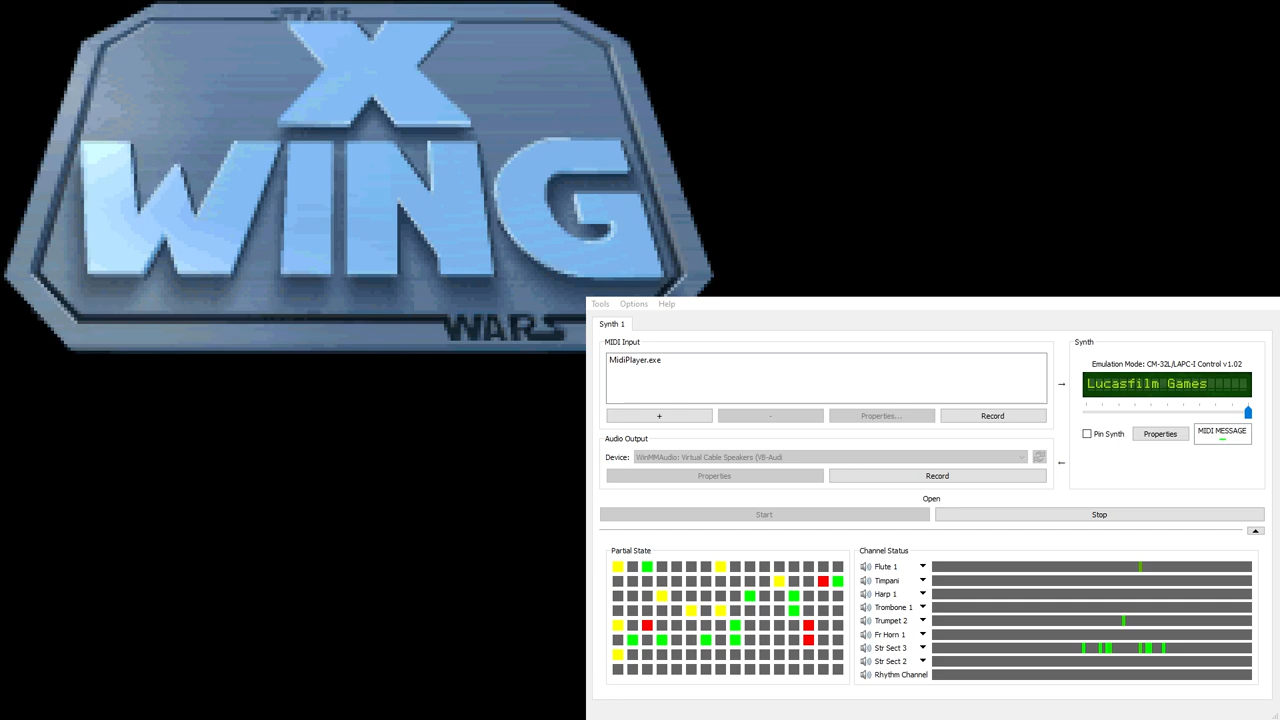 STAR
X
WING
WARS
Tools Options Help
Synth 1
MIDI Input
MidiPlayer.exe
+ - Properties... Record
Audio Output
Device: WinMMAudio: Virtual Cable Speakers (VB-Audi
Properties Record
Synth
Emulation Mode: CM-32L/LAPC-I Control v1.02
Lucasfilm Games
Pin Synth Properties MIDI MESSAGE
Open
Start Stop
Partial State
Channel Status
Flute 1
Timpani
Harp 1
Trombone 1
Trumpet 2
Fr Horn 1
Str Sect 3
Str Sect 2
Rhythm Channel